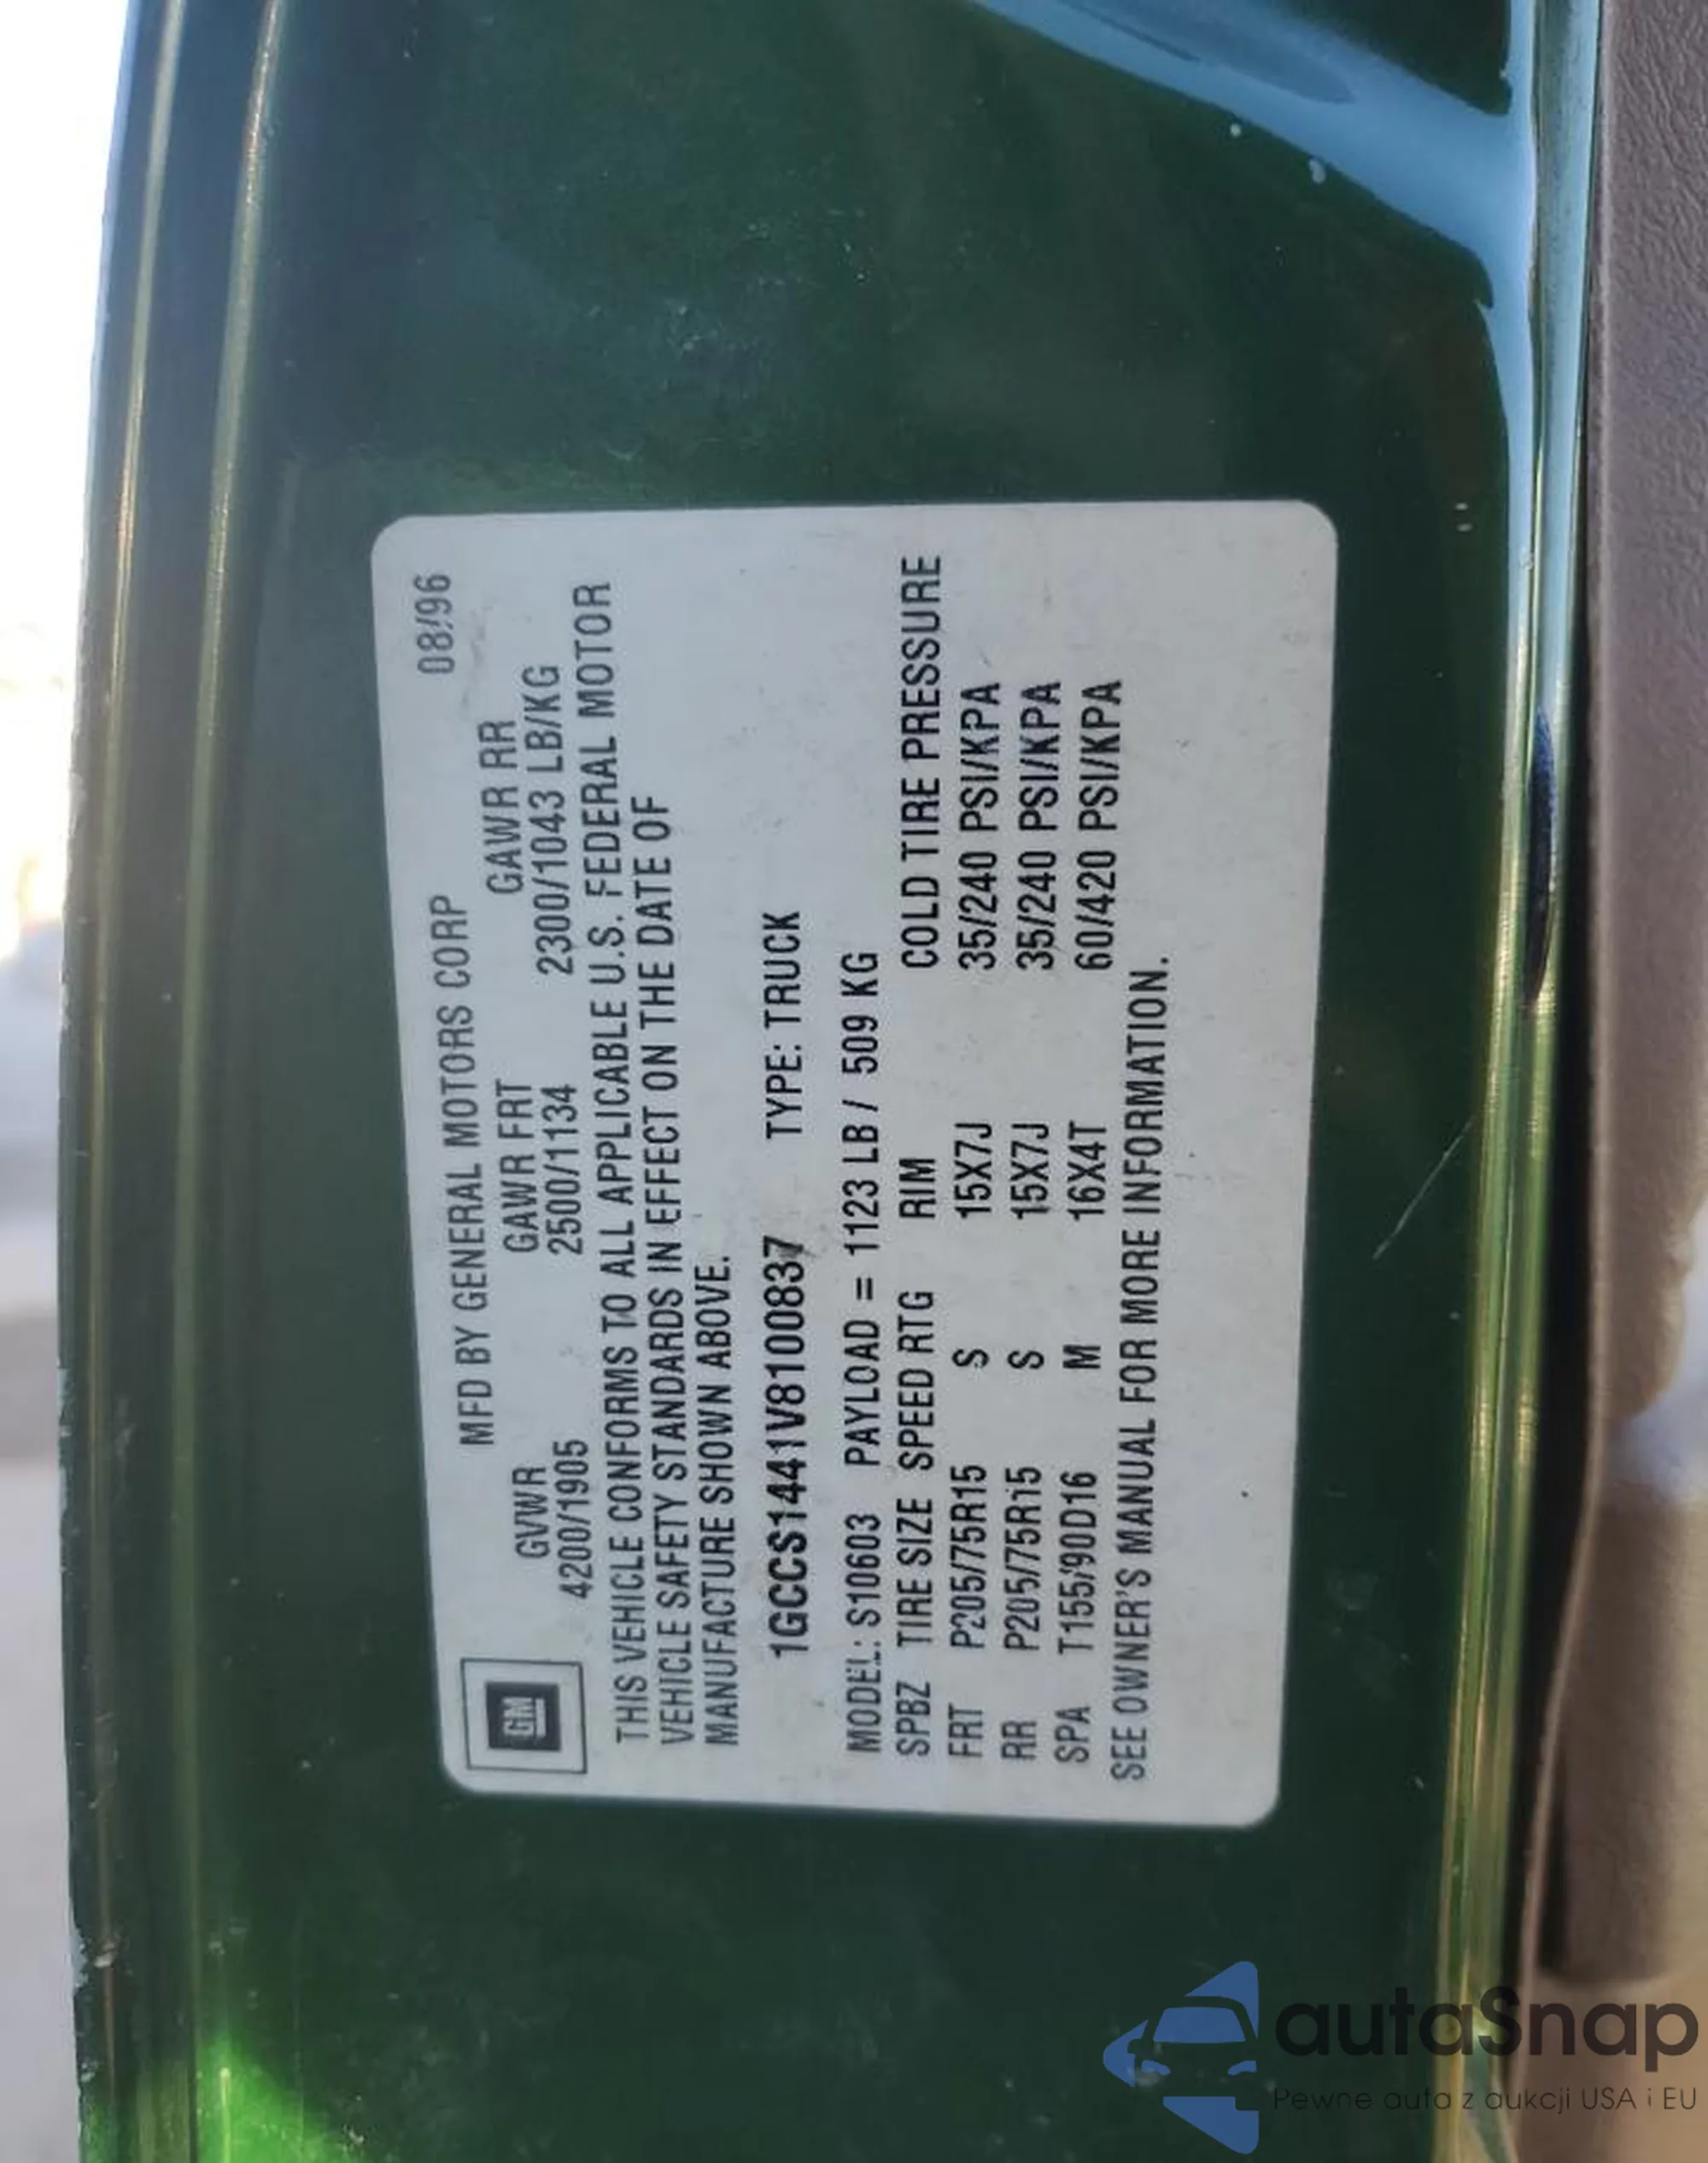 GM
MFD BY GENERAL MOTORS CORP 08/96
GVWR GAWR FRT GAWR RR
4200/1905 2500/1134 2300/1043 LB/KG
THIS VEHICLE CONFORMS TO ALL APPLICABLE U.S. FEDERAL MOTOR
VEHICLE SAFETY STANDARDS IN EFFECT ON THE DATE OF
MANUFACTURE SHOWN ABOVE.
1GCCS1441V8100837 TYPE: TRUCK
MODEL: S10603 PAYLOAD = 1123 LB / 509 KG
SPBZ TIRE SIZE SPEED RTG RIM COLD TIRE PRESSURE
FRT P205/75R15 S 15X7J 35/240 PSI/KPA
RR P205/75R15 S 15X7J 35/240 PSI/KPA
SPA T155/90D16 M 16X4T 60/420 PSI/KPA
SEE OWNER'S MANUAL FOR MORE INFORMATION.
autaSnap
Pewne auta z aukcji USA i EU